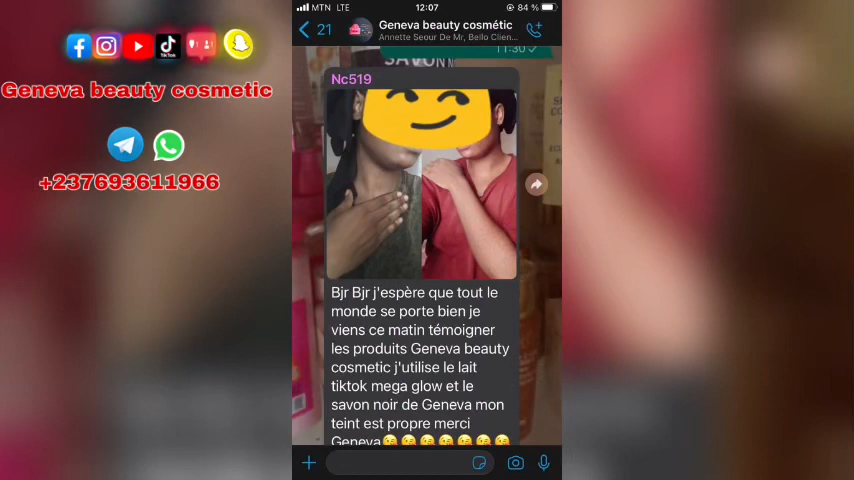 MTN LTE 12:07 84 %
21 Geneva beauty cosmétic
Annette Seour De Mr, Bello Clien...
11:30
SAVONN
Nc519
Bjr Bjr j'espère que tout le
monde se porte bien je
viens ce matin témoigner
les produits Geneva beauty
cosmetic j'utilise le lait
tiktok mega glow et le
savon noir de Geneva mon
teint est propre merci
Geneva😘😘😘😘😘😘😘
TikTok
Geneva beauty cosmetic
+237693611966